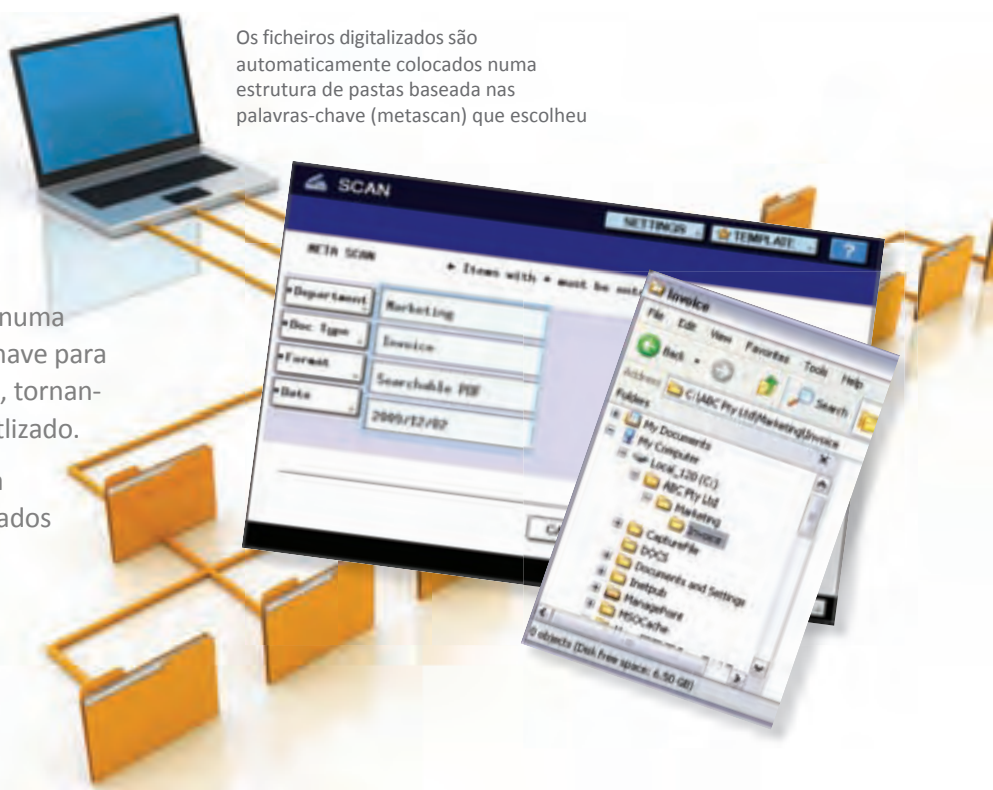 Os ficheiros digitalizados são
automaticamente colocados numa
estrutura de pastas baseada nas
palavras-chave (metascan) que escolheu
numa
have para
, tornan-
tlizado.
ados
SCAN
SETTINGS
TEMPLATE
?
META SCAN
Items with * must be
*Department
Marketing
*Doc Type
Invoice
*Format
Searchable PDF
*Date
2009/12/02
Invoice
File Edit View Favorites Tools Help
Back
Search
Address C:\ABC Pty Ltd\Marketing\Invoice
Folders
My Documents
My Computer
Local_120 (C:)
ABC Pty Ltd
Marketing
Invoice
CaptureFile
DOCS
Documents and Settings
Inetpub
ManagePoint
MSOCache
0 objects (Disk free space: 6.50 GB)